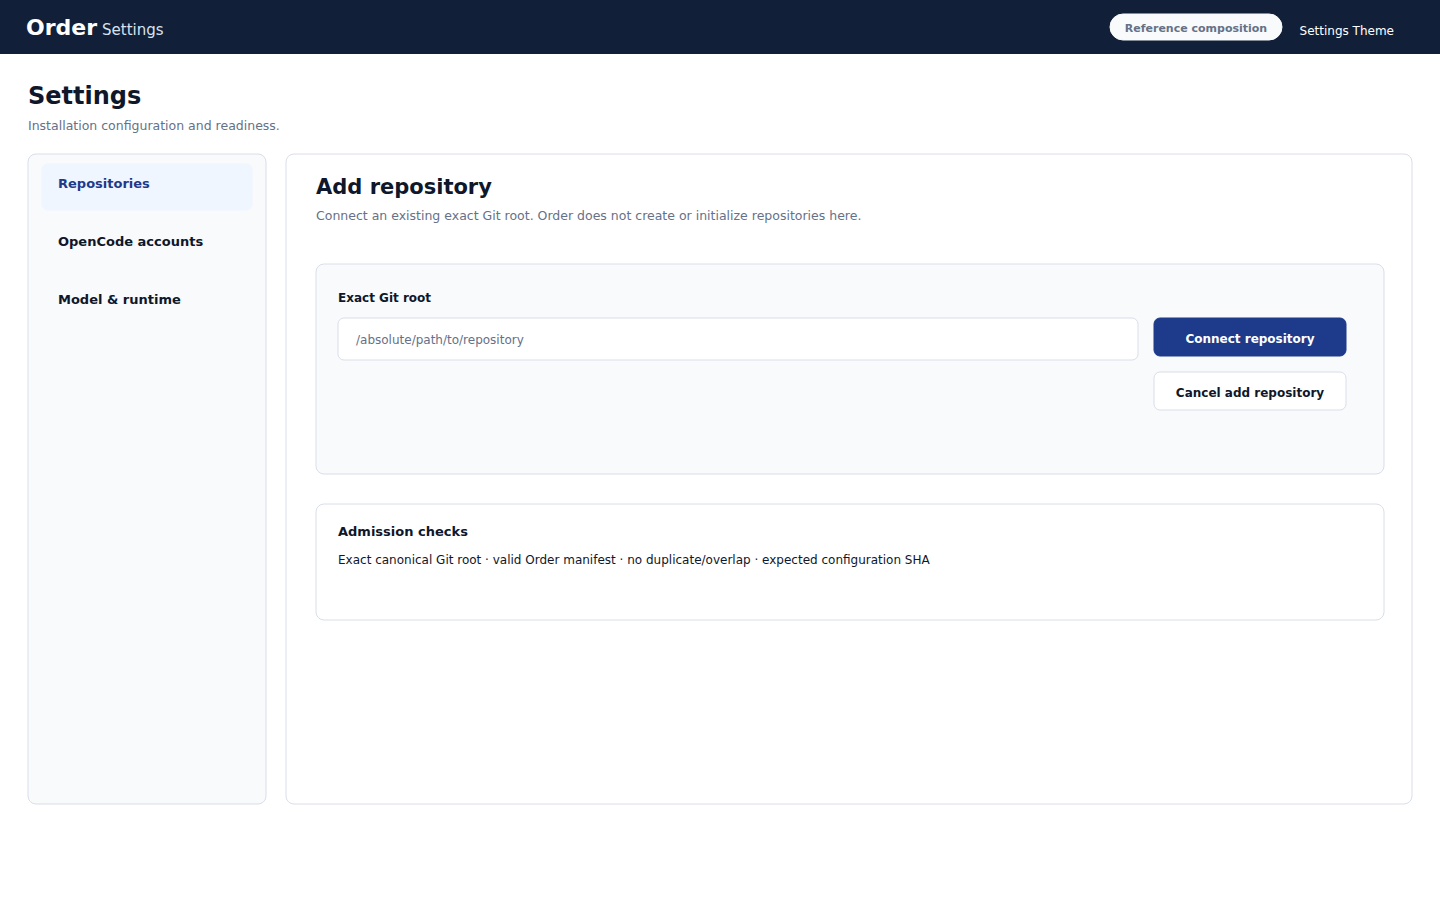 Order Settings
Reference composition
Settings Theme
Settings
Installation configuration and readiness.
Repositories
OpenCode accounts
Model & runtime
Add repository
Connect an existing exact Git root. Order does not create or initialize repositories here.
Exact Git root
/absolute/path/to/repository
Connect repository
Cancel add repository
Admission checks
Exact canonical Git root · valid Order manifest · no duplicate/overlap · expected configuration SHA